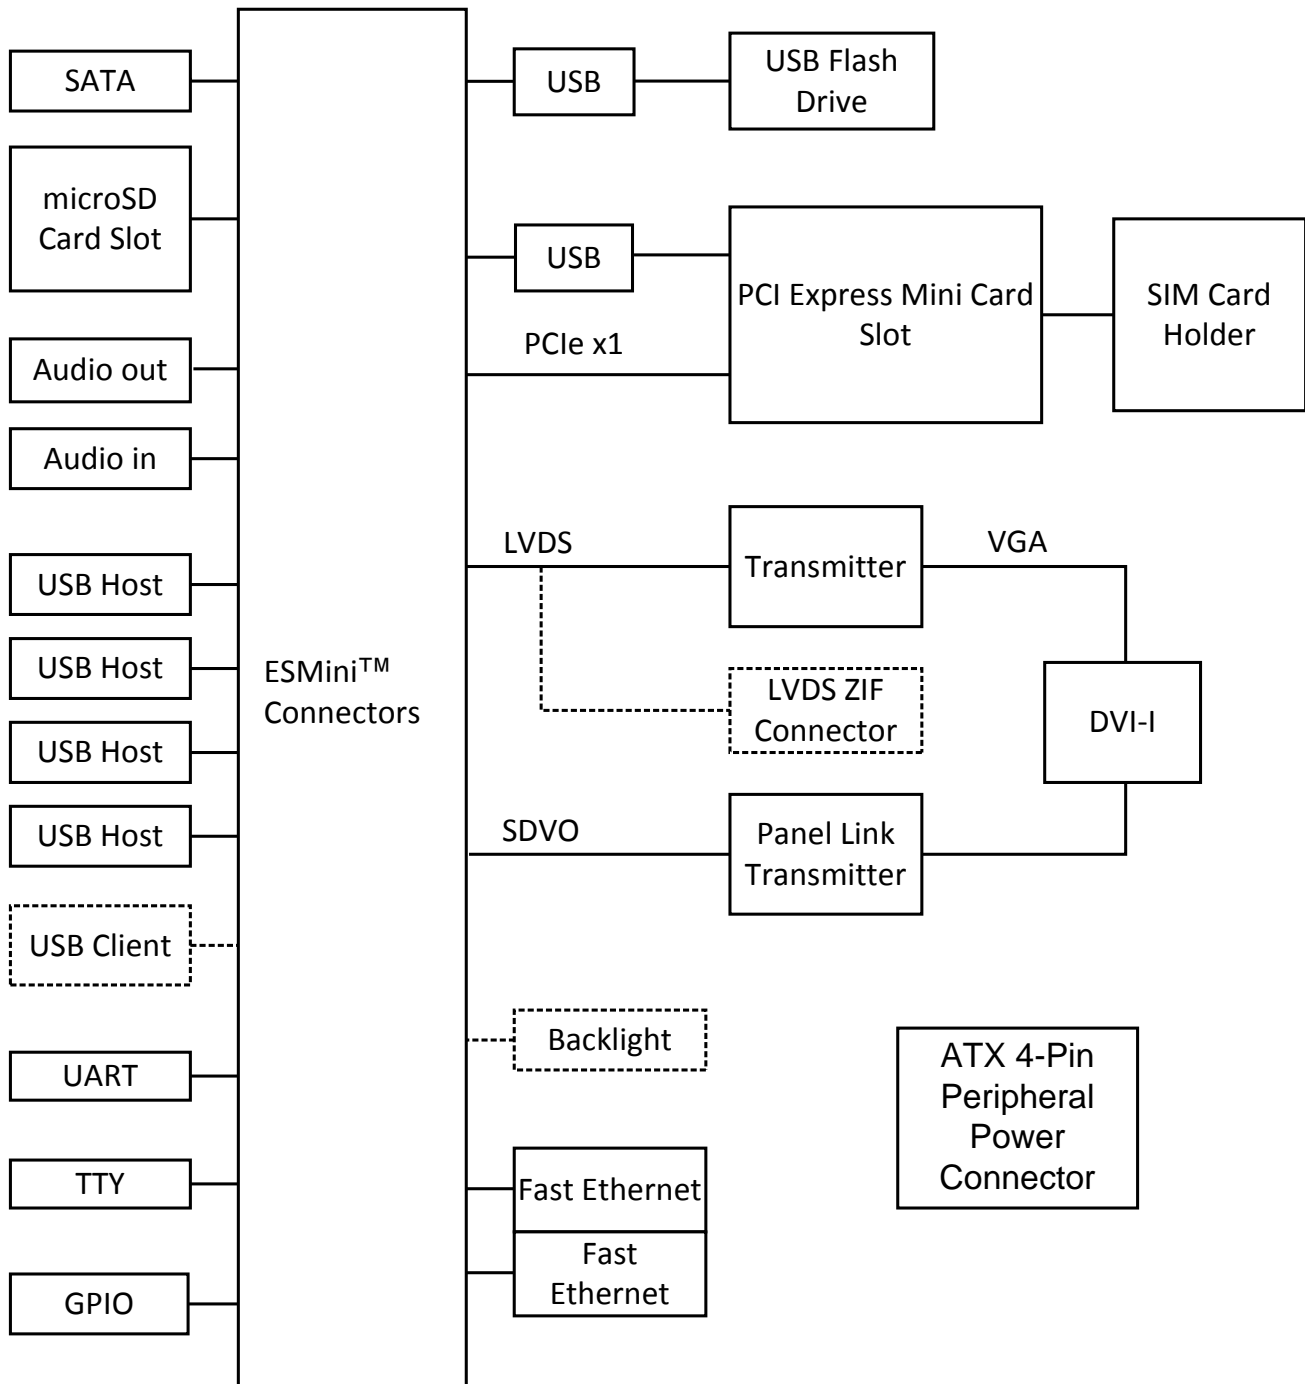 SATA
microSD
Card Slot
Audio out
Audio in
USB Host
USB Host
USB Host
USB Host
USB Client
UART
TTY
GPIO
ESMini™
Connectors
USB
USB Flash
Drive
USB
PCIe x1
PCI Express Mini Card
Slot
SIM Card
Holder
LVDS
Transmitter
VGA
LVDS ZIF
Connector
DVI-I
SDVO
Panel Link
Transmitter
Backlight
ATX 4-Pin
Peripheral
Power
Connector
Fast Ethernet
Fast
Ethernet